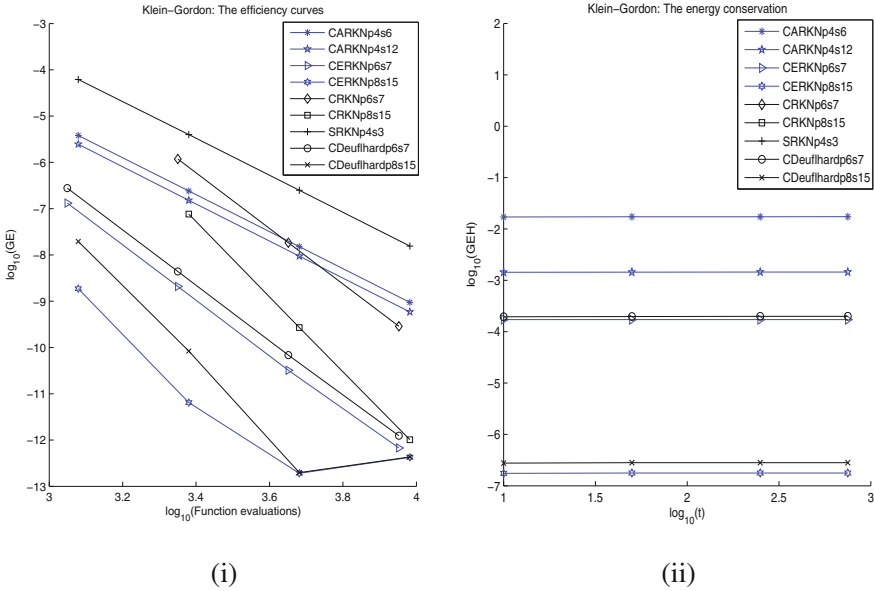 Klein−Gordon: The efficiency curves
−3
−4
−5
−6
−7
−8
−9
−10
−11
−12
−13
log10(GE)
3
3.2
3.4
3.6
3.8
4
log10(Function evaluations)
CARKNp4s6
CARKNp4s12
CERKNp6s7
CERKNp8s15
CRKNp6s7
CRKNp8s15
SRKNp4s3
CDeuflhardp6s7
CDeuflhardp8s15
(i)
Klein−Gordon: The energy conservation
2
1
0
−1
−2
−3
−4
−5
−6
−7
log10(GEH)
1
1.5
2
2.5
3
log10(t)
CARKNp4s6
CARKNp4s12
CERKNp6s7
CERKNp8s15
CRKNp6s7
CRKNp8s15
SRKNp4s3
CDeuflhardp6s7
CDeuflhardp8s15
(ii)